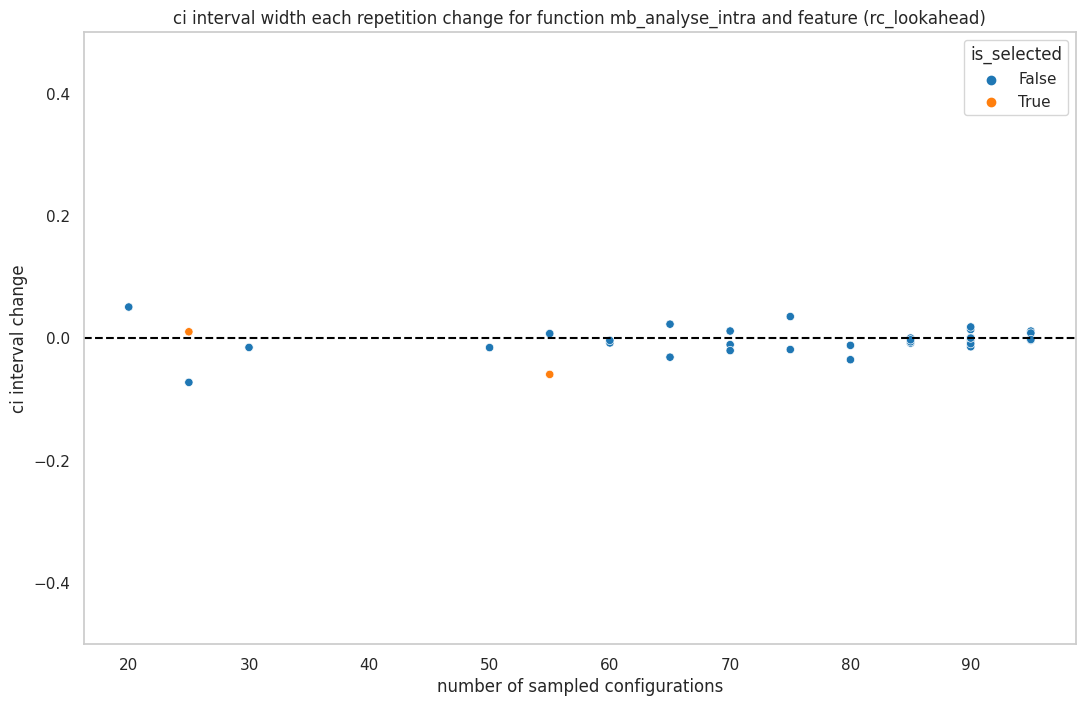 ci interval width each repetition change for function mb_analyse_intra and feature (rc_lookahead)
is_selected
False
True
ci interval change
0.4
0.2
0.0
−0.2
−0.4
20 30 40 50 60 70 80 90
number of sampled configurations